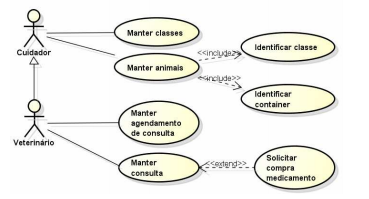 Cuidador
Manter classes
Manter animais
<<include>>
Identificar classe
<<include>>
Identificar
container
Veterinário
Manter
agendamento
de consulta
Manter
consulta
<<extend>>
Solicitar
compra
medicamento